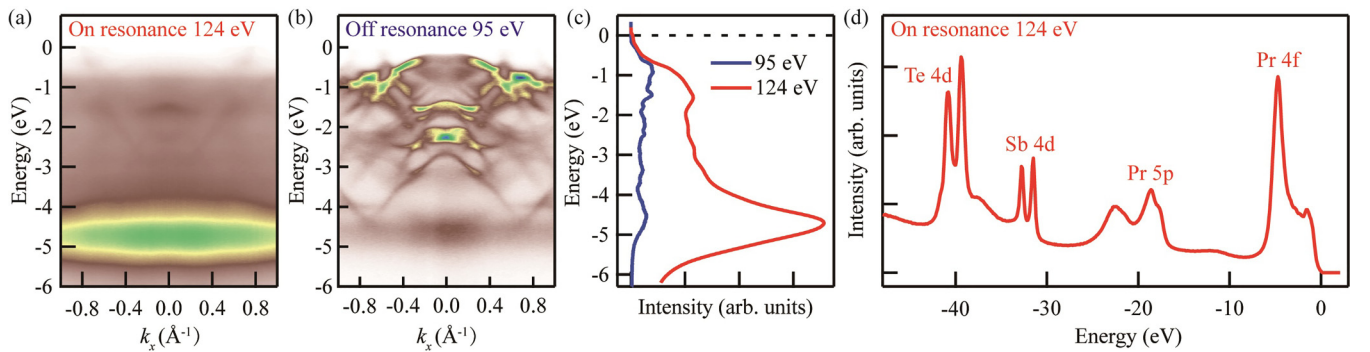 (a)
On resonance 124 eV
0
-1
-2
-3
-4
-5
-6
Energy (eV)
-0.8 -0.4 0.0 0.4 0.8
kx(Å-1)
(b)
Off resonance 95 eV
0
-1
-2
-3
-4
-5
-6
Energy (eV)
-0.8 -0.4 0.0 0.4 0.8
kx(Å-1)
(c)
0
-1
-2
-3
-4
-5
-6
Energy (eV)
95 eV
124 eV
Intensity (arb. units)
(d)
On resonance 124 eV
Pr 4f
Te 4d
Sb 4d
Pr 5p
Intensity (arb. units)
-40 -30 -20 -10 0
Energy (eV)